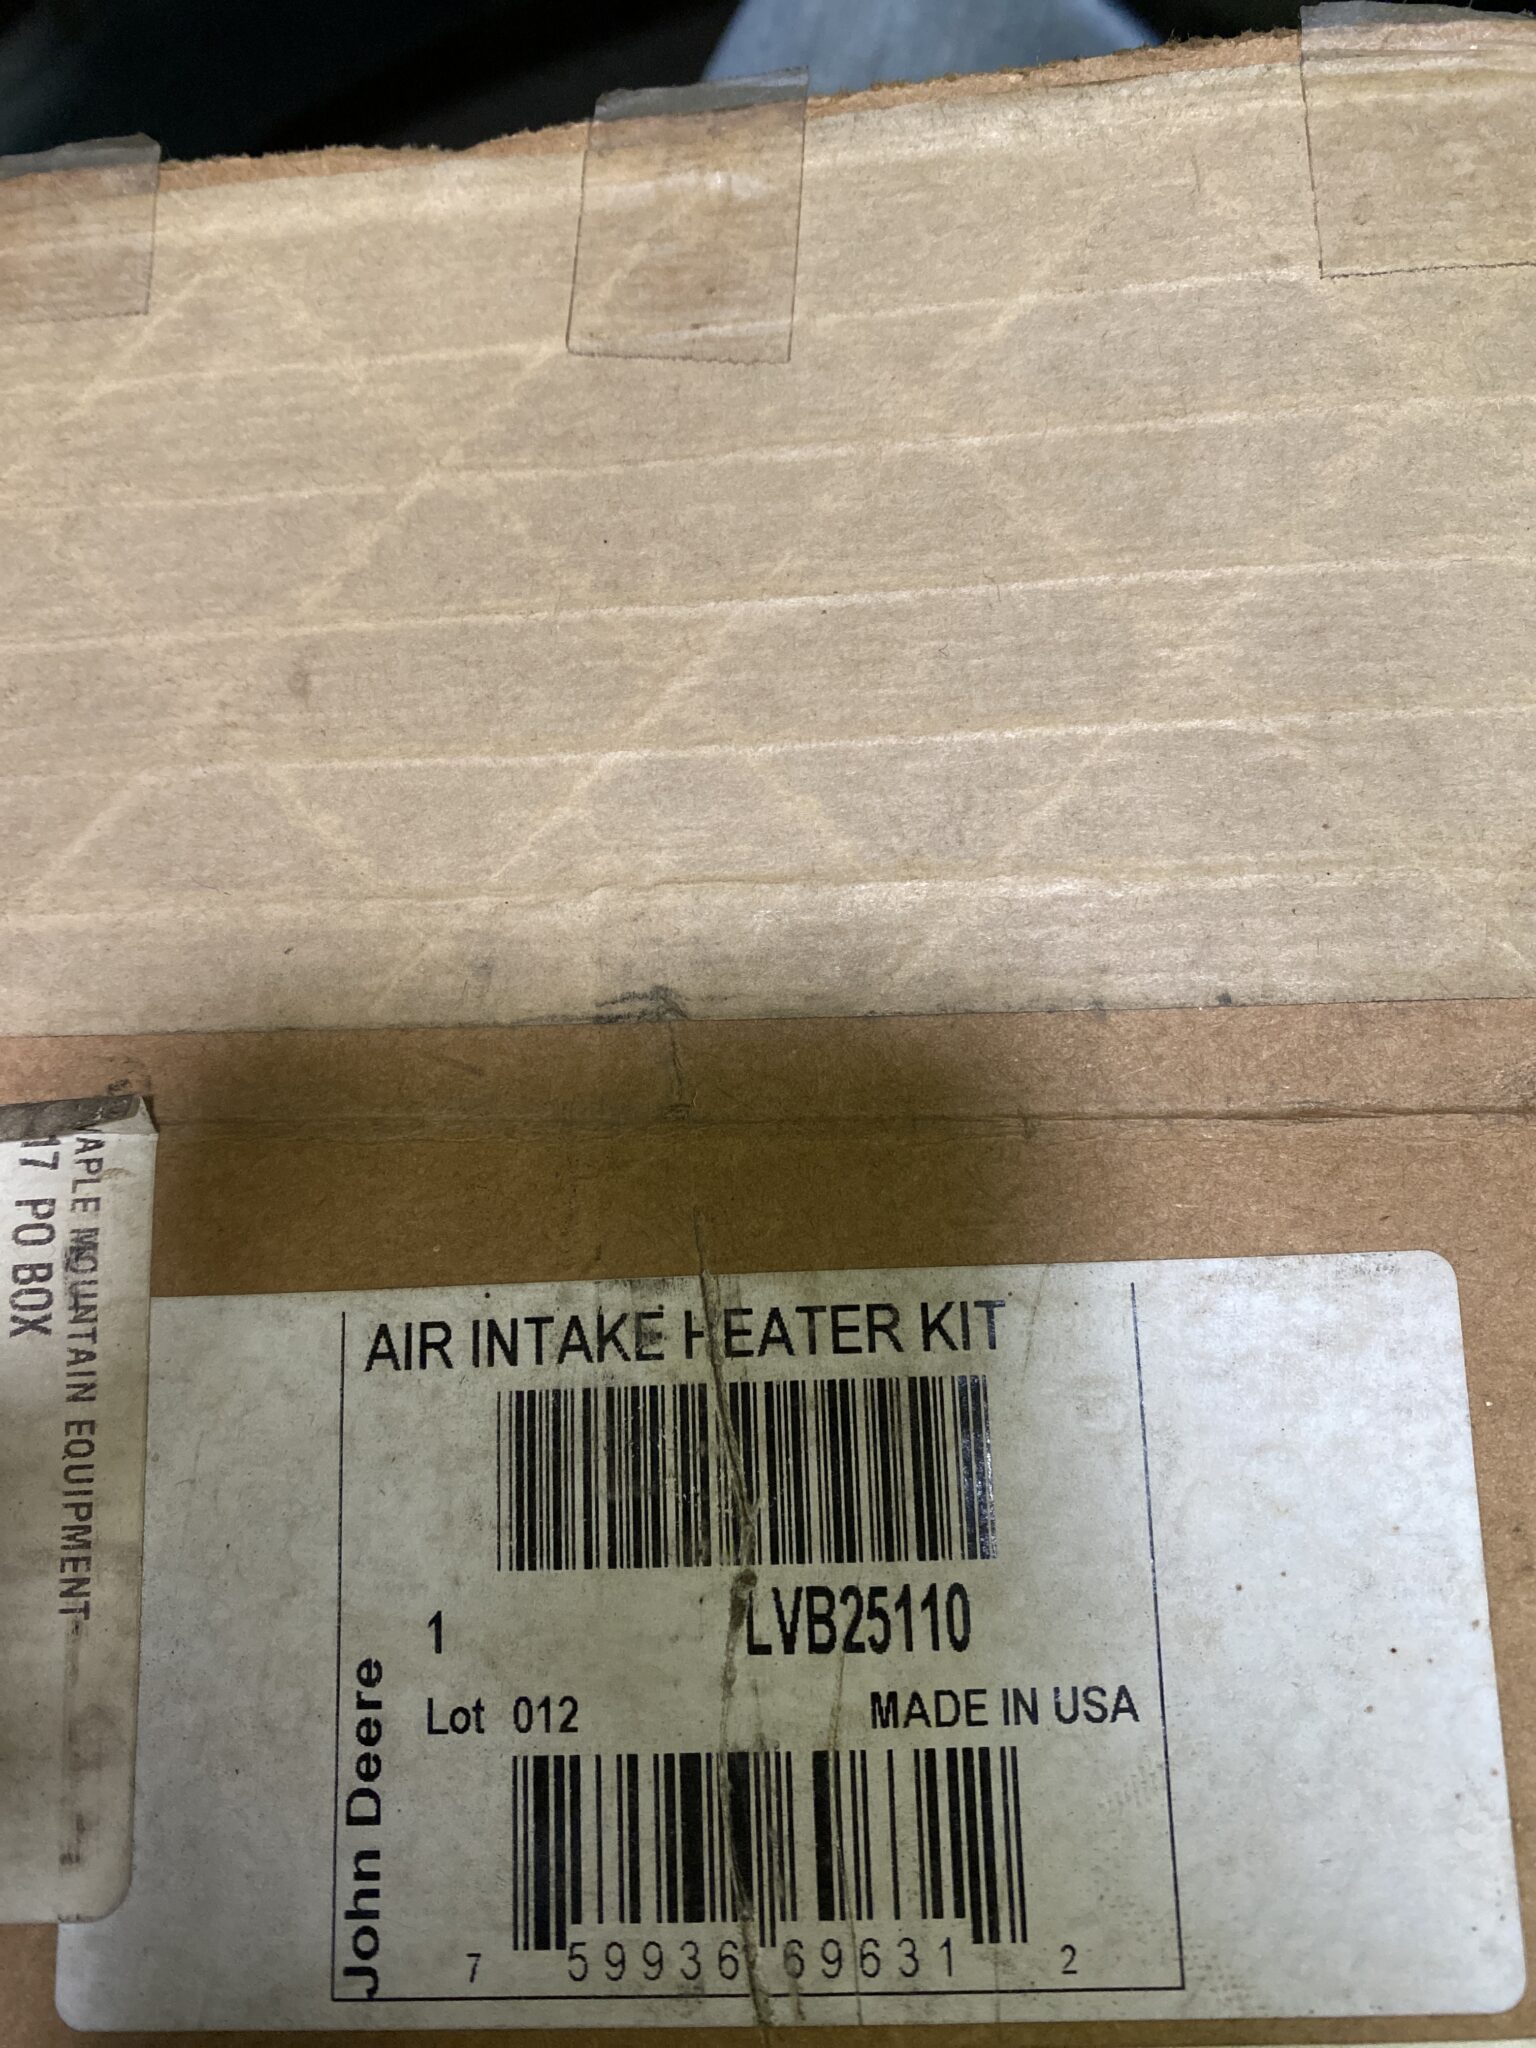 MAPLE MOUNTAIN EQUIPMENT
17 PO BOX
AIR INTAKE HEATER KIT
1 LVB25110
Lot 012 MADE IN USA
John Deere
7 59936 69631 2